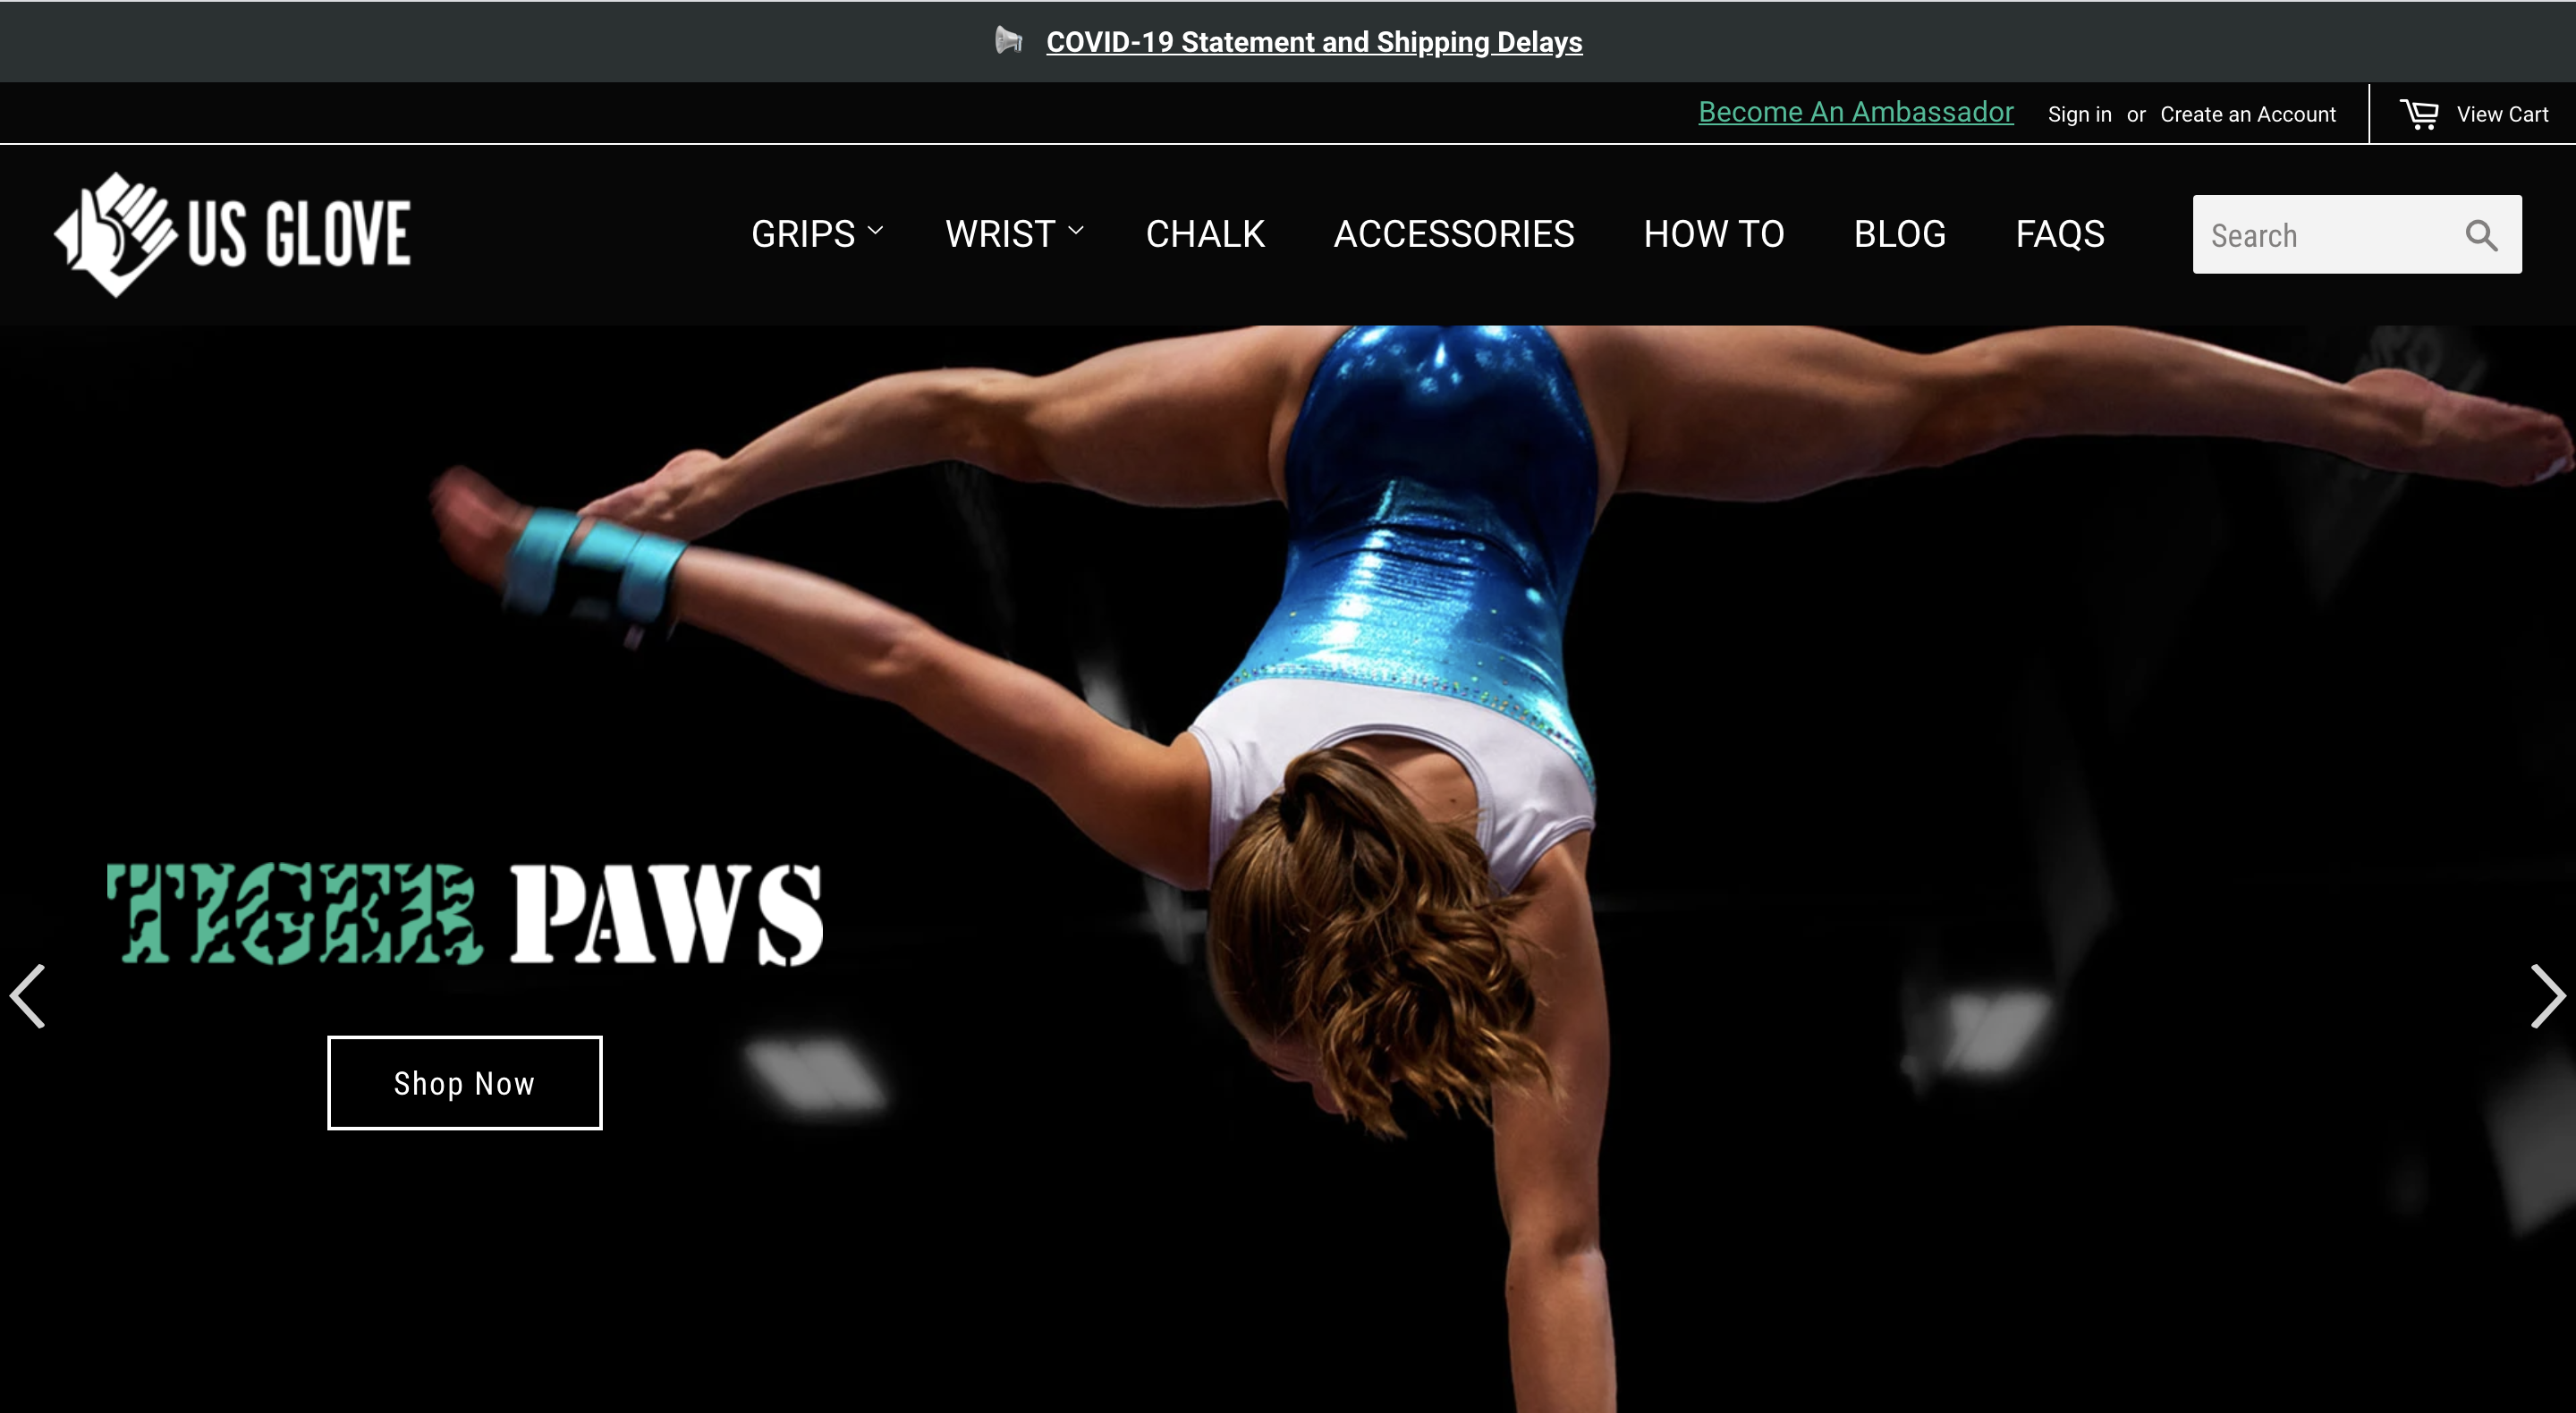 COVID-19 Statement and Shipping Delays
Become An Ambassador Sign in or Create an Account View Cart
US GLOVE GRIPS WRIST CHALK ACCESSORIES HOW TO BLOG FAQS Search
TIGER PAWS
Shop Now